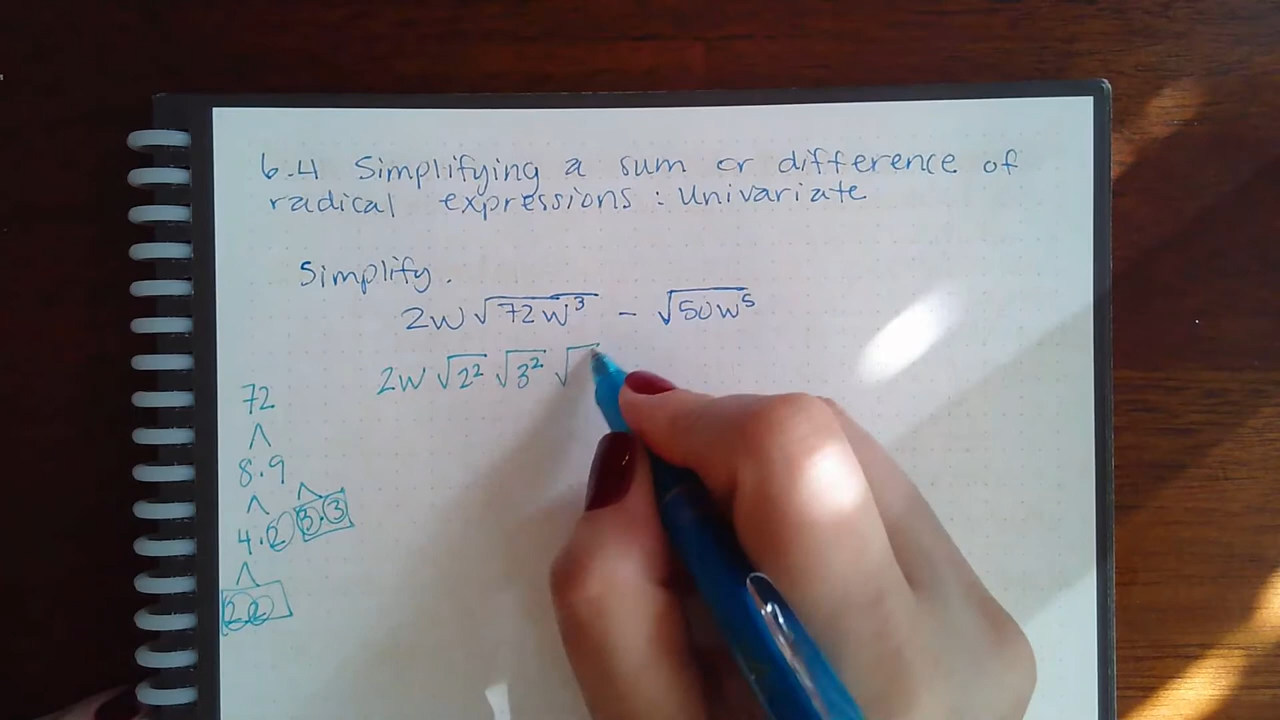 6.4 Simplifying a sum or difference of
radical expressions: Univariate
Simplify.
2w √72w³ - √50w⁵
2w √2² √3² √
72
8.9
4.2 3.3
2 2